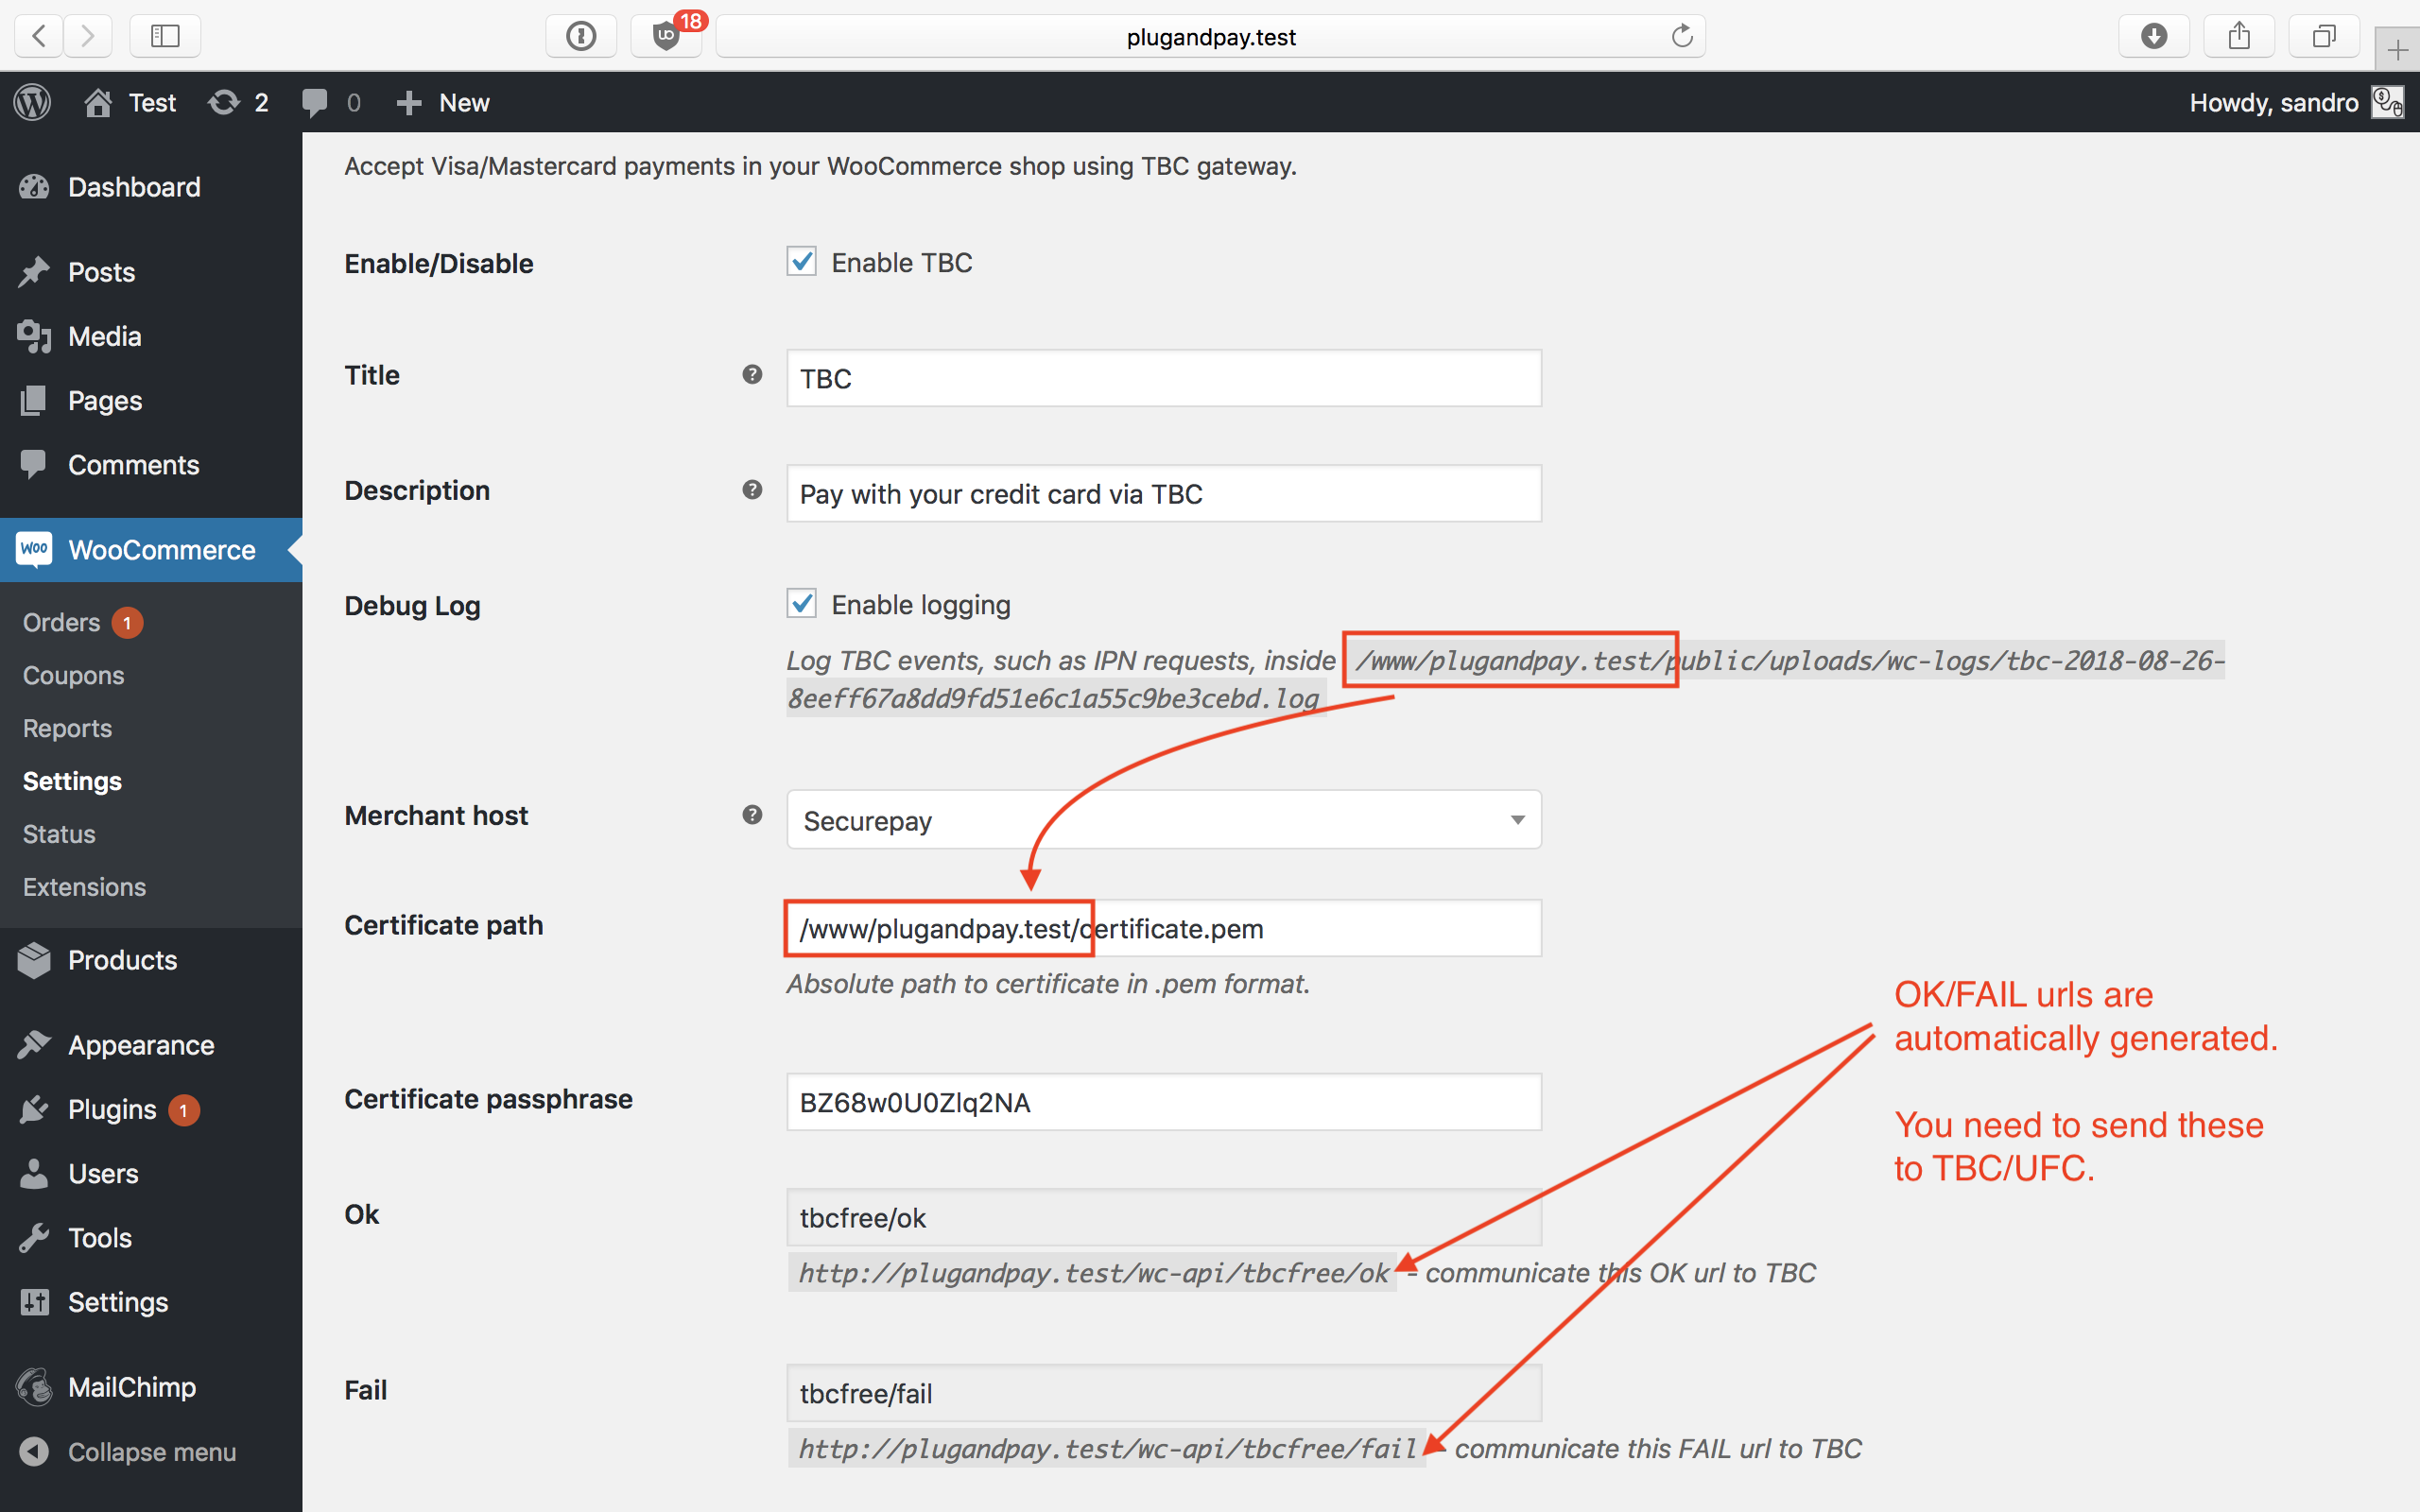 18
plugandpay.test
Test 2 0 New
Howdy, sandro
Dashboard
Posts
Media
Pages
Comments
Woo WooCommerce
Orders 1
Coupons
Reports
Settings
Status
Extensions
Products
Appearance
Plugins 1
Users
Tools
Settings
MailChimp
Collapse menu
Accept Visa/Mastercard payments in your WooCommerce shop using TBC gateway.
Enable/Disable
Enable TBC
Title
TBC
Description
Pay with your credit card via TBC
Debug Log
Enable logging
Log TBC events, such as IPN requests, inside /www/plugandpay.test/public/uploads/wc-logs/tbc-2018-08-26-
8eeff67a8dd9fd51e6c1a55c9be3cebd.log
Merchant host
Securepay
Certificate path
/www/plugandpay.test/certificate.pem
Absolute path to certificate in .pem format.
Certificate passphrase
BZ68w0U0Zlq2NA
Ok
tbcfree/ok
http://plugandpay.test/wc-api/tbcfree/ok - communicate this OK url to TBC
Fail
tbcfree/fail
http://plugandpay.test/wc-api/tbcfree/fail - communicate this FAIL url to TBC
OK/FAIL urls are
automatically generated.
You need to send these
to TBC/UFC.